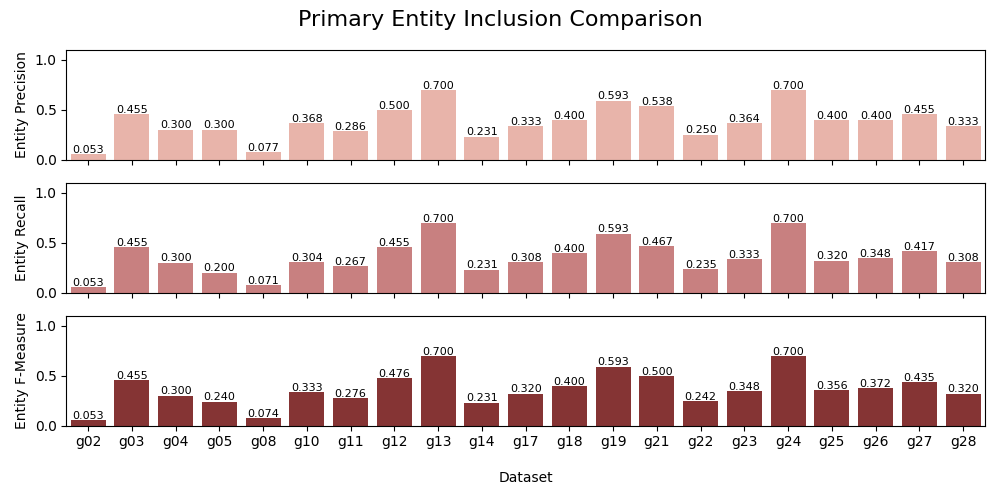 Primary Entity Inclusion Comparison
Entity Precision
1.0
0.5
0.0
0.053 0.455 0.300 0.300 0.077 0.368 0.286 0.500 0.700 0.231 0.333 0.400 0.593 0.538 0.250 0.364 0.700 0.400 0.400 0.455 0.333
Entity Recall
1.0
0.5
0.0
0.053 0.455 0.300 0.200 0.071 0.304 0.267 0.455 0.700 0.231 0.308 0.400 0.593 0.467 0.235 0.333 0.700 0.320 0.348 0.417 0.308
Entity F-Measure
1.0
0.5
0.0
0.053 0.455 0.300 0.240 0.074 0.333 0.276 0.476 0.700 0.231 0.320 0.400 0.593 0.500 0.242 0.348 0.700 0.356 0.372 0.435 0.320
g02 g03 g04 g05 g08 g10 g11 g12 g13 g14 g17 g18 g19 g21 g22 g23 g24 g25 g26 g27 g28
Dataset